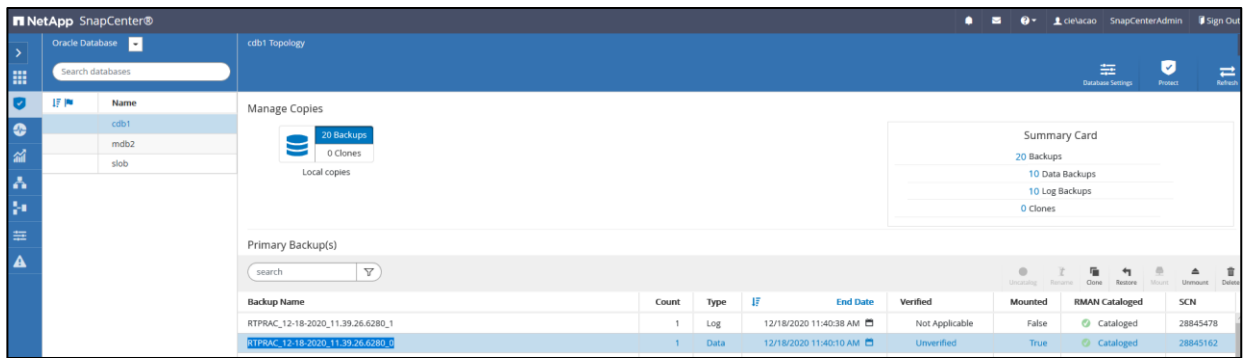 NetApp SnapCenter®
cie\acao SnapCenterAdmin Sign Out
Oracle Database
cdb1 Topology
Search databases
Database Settings Protect Refresh
Name
cdb1
mdb2
slob
Manage Copies
20 Backups
0 Clones
Local copies
Summary Card
20 Backups
10 Data Backups
10 Log Backups
0 Clones
Primary Backup(s)
search
Uncatalog Rename Clone Restore Mount Unmount Delete
Backup Name Count Type End Date Verified Mounted RMAN Cataloged SCN
RTPRAC_12-18-2020_11.39.26.6280_1 1 Log 12/18/2020 11:40:38 AM Not Applicable False Cataloged 28845478
RTPRAC_12-18-2020_11.39.26.6280_0 1 Data 12/18/2020 11:40:10 AM Unverified True Cataloged 28845162